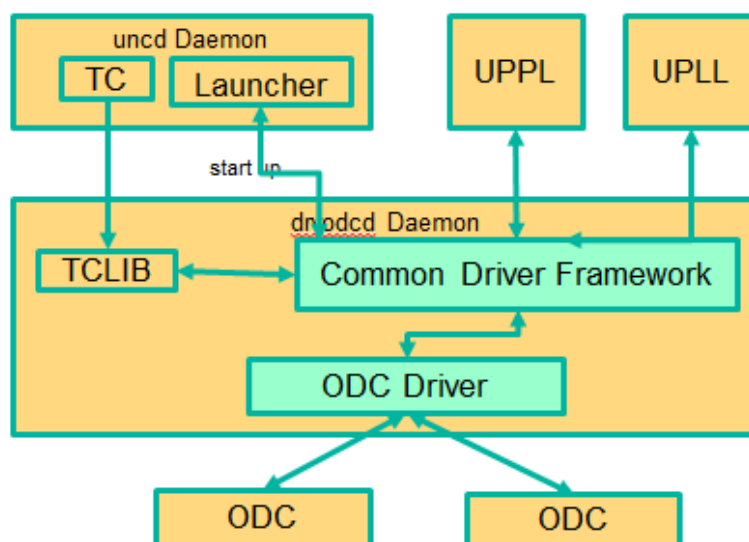 uncd Daemon
TC
Launcher
UPPL
UPLL
start up
drvodcd Daemon
TCLIB
Common Driver Framework
ODC Driver
ODC
ODC